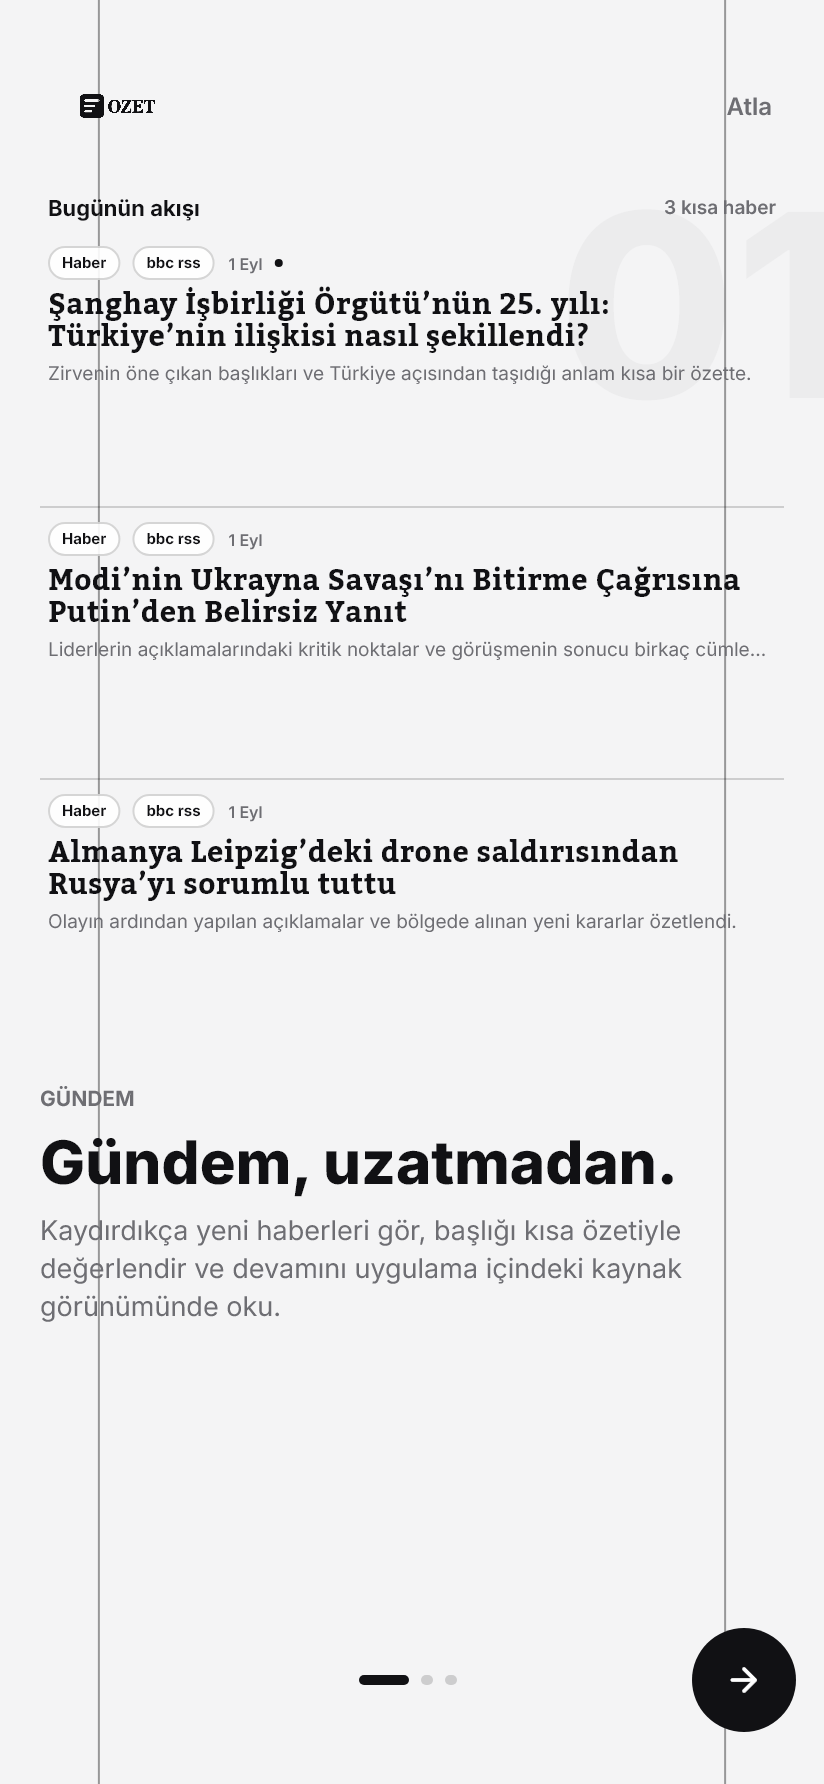 OZET
Atla
Bugünün akışı
3 kısa haber
01
Haber bbc rss 1 Eyl
Şanghay İşbirliği Örgütü’nün 25. yılı:
Türkiye’nin ilişkisi nasıl şekillendi?
Zirvenin öne çıkan başlıkları ve Türkiye açısından taşıdığı anlam kısa bir özette.
Haber bbc rss 1 Eyl
Modi’nin Ukrayna Savaşı’nı Bitirme Çağrısına
Putin’den Belirsiz Yanıt
Liderlerin açıklamalarındaki kritik noktalar ve görüşmenin sonucu birkaç cümle...
Haber bbc rss 1 Eyl
Almanya Leipzig’deki drone saldırısından
Rusya’yı sorumlu tuttu
Olayın ardından yapılan açıklamalar ve bölgede alınan yeni kararlar özetlendi.
GÜNDEM
Gündem, uzatmadan.
Kaydırdıkça yeni haberleri gör, başlığı kısa özetiyle
değerlendir ve devamını uygulama içindeki kaynak
görünümünde oku.